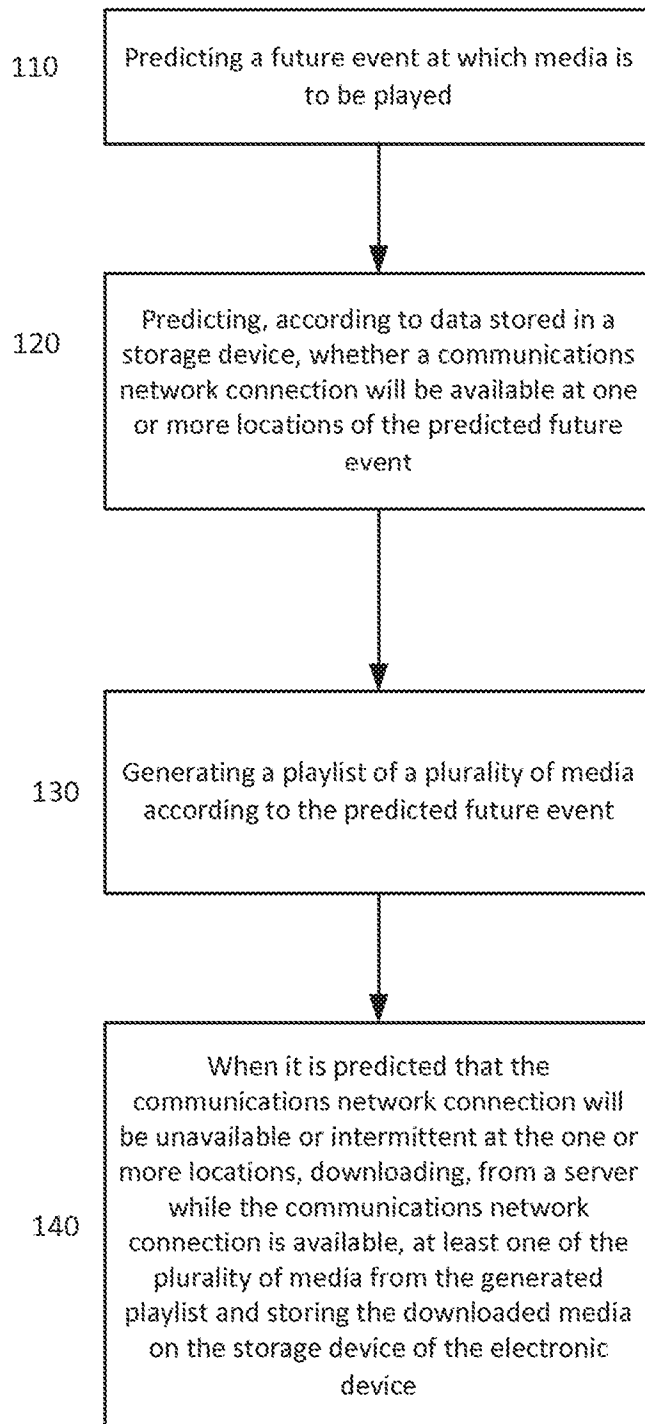 110
Predicting a future event at which media is
to be played
120
Predicting, according to data stored in a
storage device, whether a communications
network connection will be available at one
or more locations of the predicted future
event
130
Generating a playlist of a plurality of media
according to the predicted future event
140
When it is predicted that the
communications network connection will
be unavailable or intermittent at the one or
more locations, downloading, from a server
while the communications network
connection is available, at least one of the
plurality of media from the generated
playlist and storing the downloaded media
on the storage device of the electronic
device